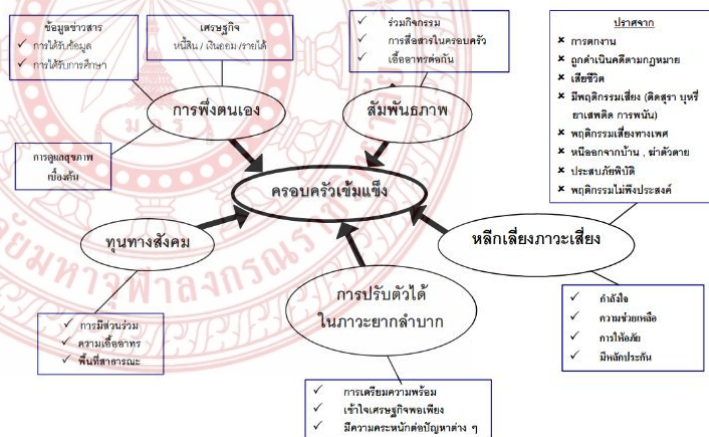 ข้อมูลข่าวสาร
✓ การได้รับข้อมูล
✓ การได้รับการศึกษา
เศรษฐกิจ
หนี้สิน / เงินออม /รายได้
✓ ร่วมกิจกรรม
✓ การสื่อสารในครอบครัว
✓ เอื้ออาทรต่อกัน
ปราศจาก
× การตกงาน
× ถูกดำเนินคดีตามกฎหมาย
× เสียชีวิต
× มีพฤติกรรมเสี่ยง (ติดสุรา บุหรี่
ยาเสพติด การพนัน)
× พฤติกรรมเสี่ยงทางเพศ
× หนีออกจากบ้าน , ฆ่าตัวตาย
× ประสบภัยพิบัติ
× พฤติกรรมไม่พึงประสงค์
การพึ่งตนเอง
สัมพันธภาพ
การดูแลสุขภาพ
เบื้องต้น
ครอบครัวเข้มแข็ง
ทุนทางสังคม
หลีกเลี่ยงภาวะเสี่ยง
การปรับตัวได้
ในภาวะยากลำบาก
✓ การมีส่วนร่วม
✓ ความเอื้ออาทร
✓ พื้นที่สาธารณะ
✓ กำลังใจ
✓ ความช่วยเหลือ
✓ การให้อภัย
✓ มีหลักประกัน
✓ การเตรียมความพร้อม
✓ เข้าใจเศรษฐกิจพอเพียง
✓ มีความตระหนักต่อปัญหาต่าง ๆ